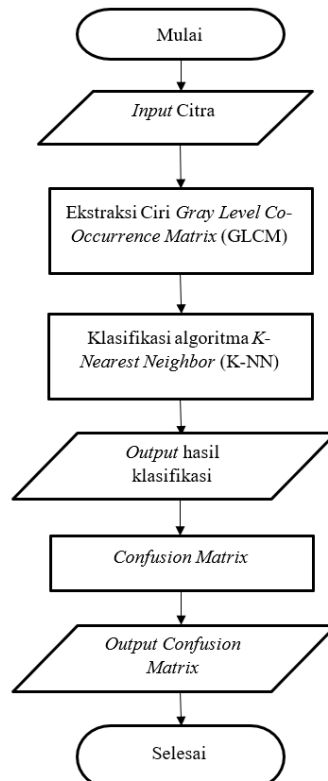 Mulai
Input Citra
Ekstraksi Ciri Gray Level Co-
Occurrence Matrix (GLCM)
Klasifikasi algoritma K-
Nearest Neighbor (K-NN)
Output hasil
klasifikasi
Confusion Matrix
Output Confusion
Matrix
Selesai